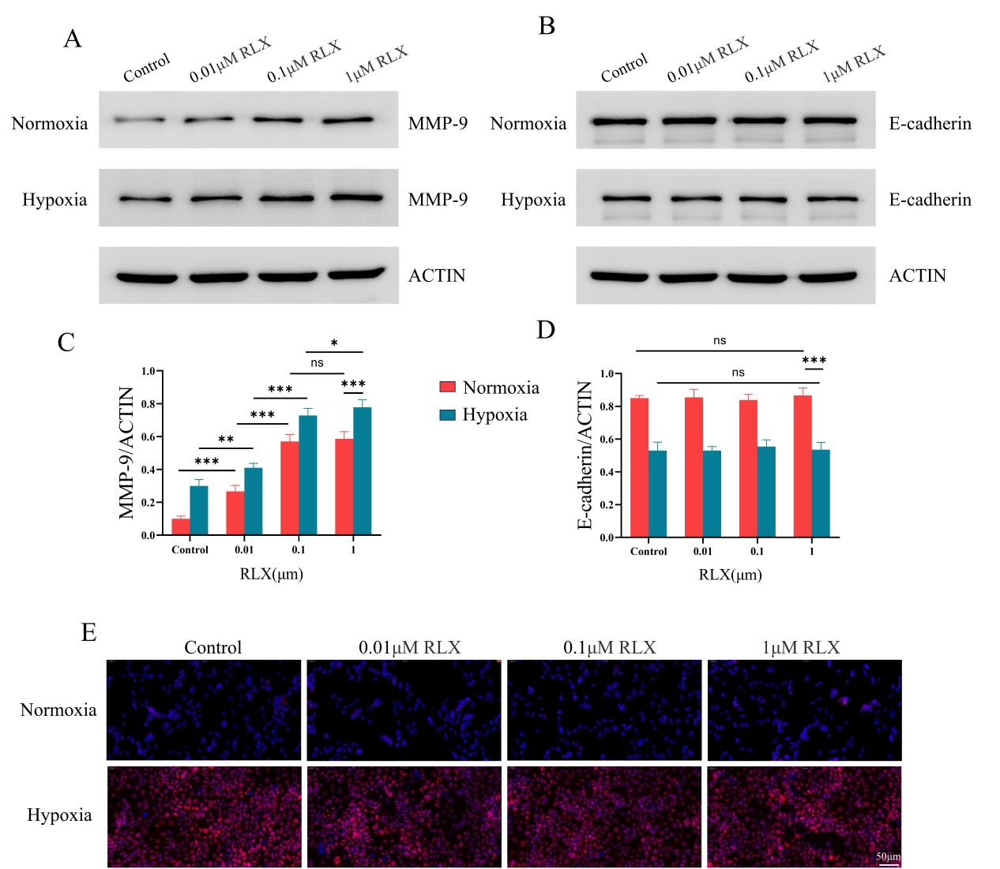 A
Control
0.01μM RLX
0.1μM RLX
1μM RLX
Normoxia
MMP-9
Hypoxia
MMP-9
ACTIN
B
Control
0.01μM RLX
0.1μM RLX
1μM RLX
Normoxia
E-cadherin
Hypoxia
E-cadherin
ACTIN
C
MMP-9/ACTIN
1.0
0.8
0.6
0.4
0.2
0.0
***
**
***
***
ns
*
***
Control 0.01 0.1 1
RLX(μm)
Normoxia
Hypoxia
D
E-cadherin/ACTIN
1.0
0.8
0.6
0.4
0.2
0.0
ns
ns
***
Control 0.01 0.1 1
RLX(μm)
E
Control 0.01μM RLX 0.1μM RLX 1μM RLX
Normoxia
Hypoxia
50μm